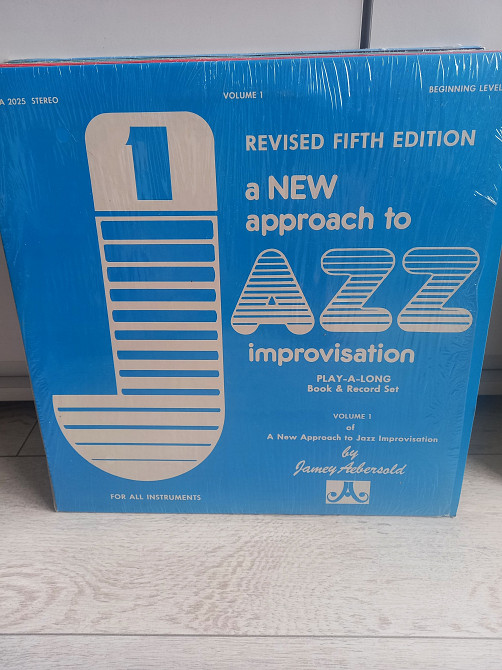 A 2025 STEREO
VOLUME 1
BEGINNING LEVEL
1
REVISED FIFTH EDITION
a NEW
approach to
JAZZ
improvisation
PLAY-A-LONG
Book & Record Set
VOLUME 1
of
A New Approach to Jazz Improvisation
by
Jamey Aebersold
FOR ALL INSTRUMENTS